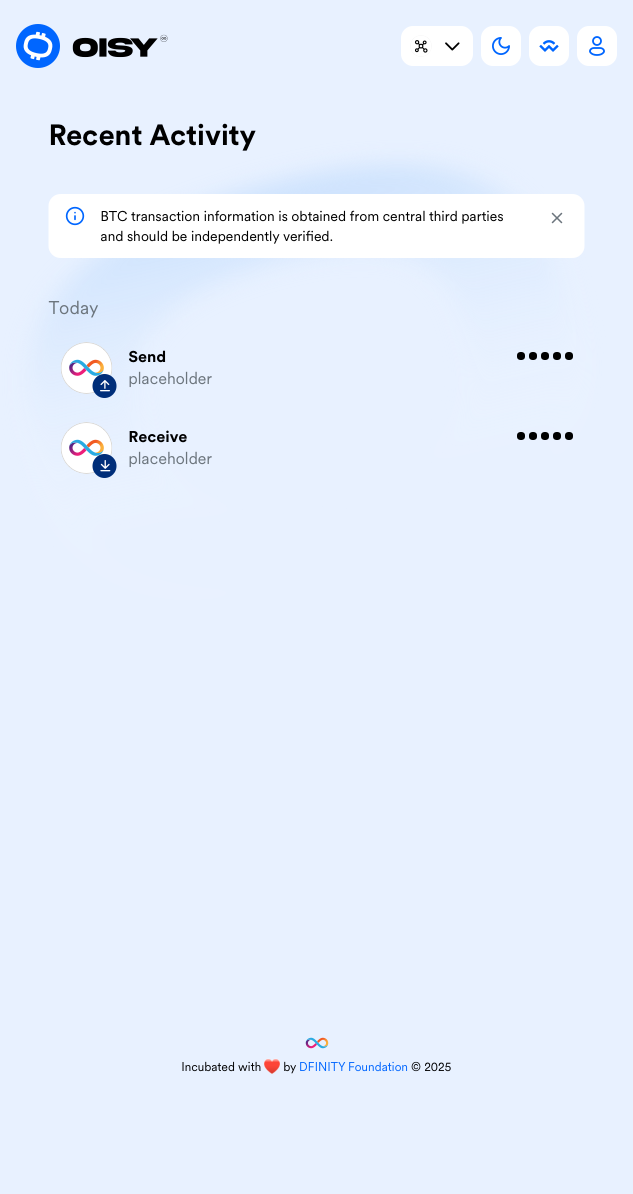 OISY
Recent Activity
BTC transaction information is obtained from central third parties
and should be independently verified.
Today
Send
placeholder
Receive
placeholder
Incubated with ❤️ by DFINITY Foundation © 2025